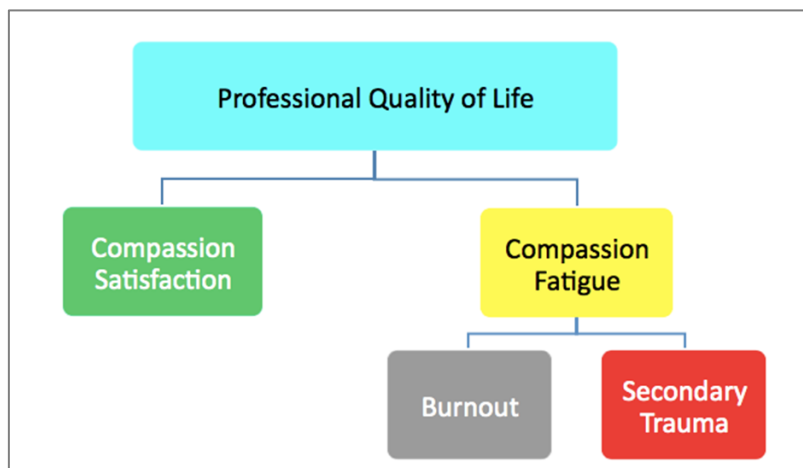 Professional Quality of Life
Compassion
Satisfaction
Compassion
Fatigue
Burnout
Secondary
Trauma